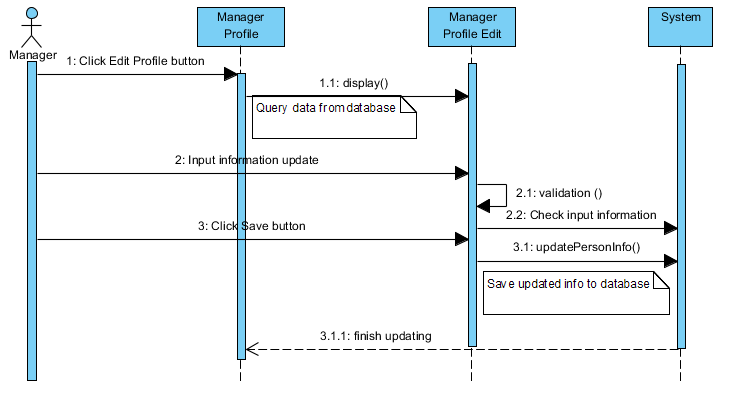 Manager
Manager
Profile
Manager
Profile Edit
System
1: Click Edit Profile button
1.1: display()
Query data from database
2: Input information update
2.1: validation ()
2.2: Check input information
3: Click Save button
3.1: updatePersonInfo()
Save updated info to database
3.1.1: finish updating